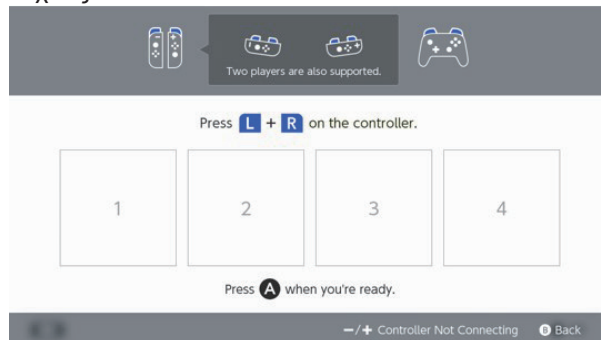 Two players are also supported.
Press L + R on the controller.
1 2 3 4
Press A when you're ready.
−/+ Controller Not Connecting B Back